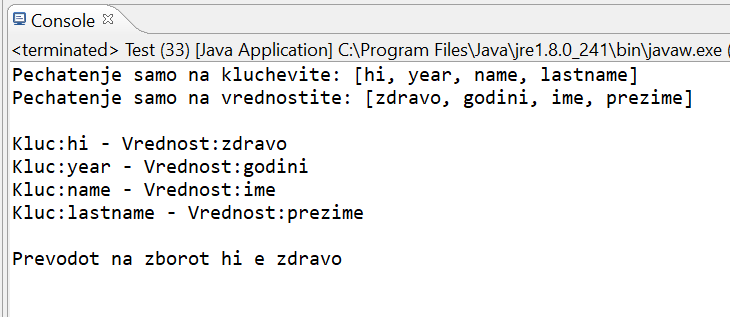 Console
<terminated> Test (33) [Java Application] C:\Program Files\Java\jre1.8.0_241\bin\javaw.exe (
Pechatenje samo na kluchevite: [hi, year, name, lastname]
Pechatenje samo na vrednostite: [zdravo, godini, ime, prezime]
Kluc:hi - Vrednost:zdravo
Kluc:year - Vrednost:godini
Kluc:name - Vrednost:ime
Kluc:lastname - Vrednost:prezime
Prevodot na zborot hi e zdravo